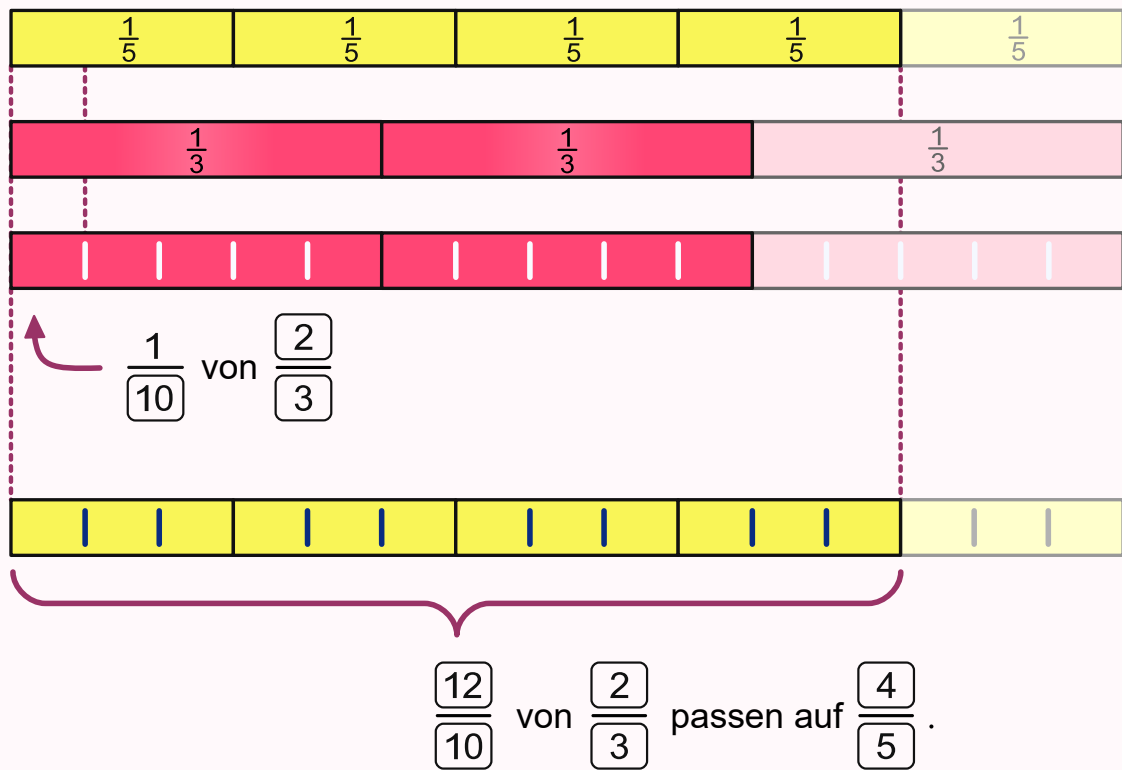 1/5 1/5 1/5 1/5 1/5
1/3 1/3 1/3
1/10 von 2/3
12/10 von 2/3 passen auf 4/5 .